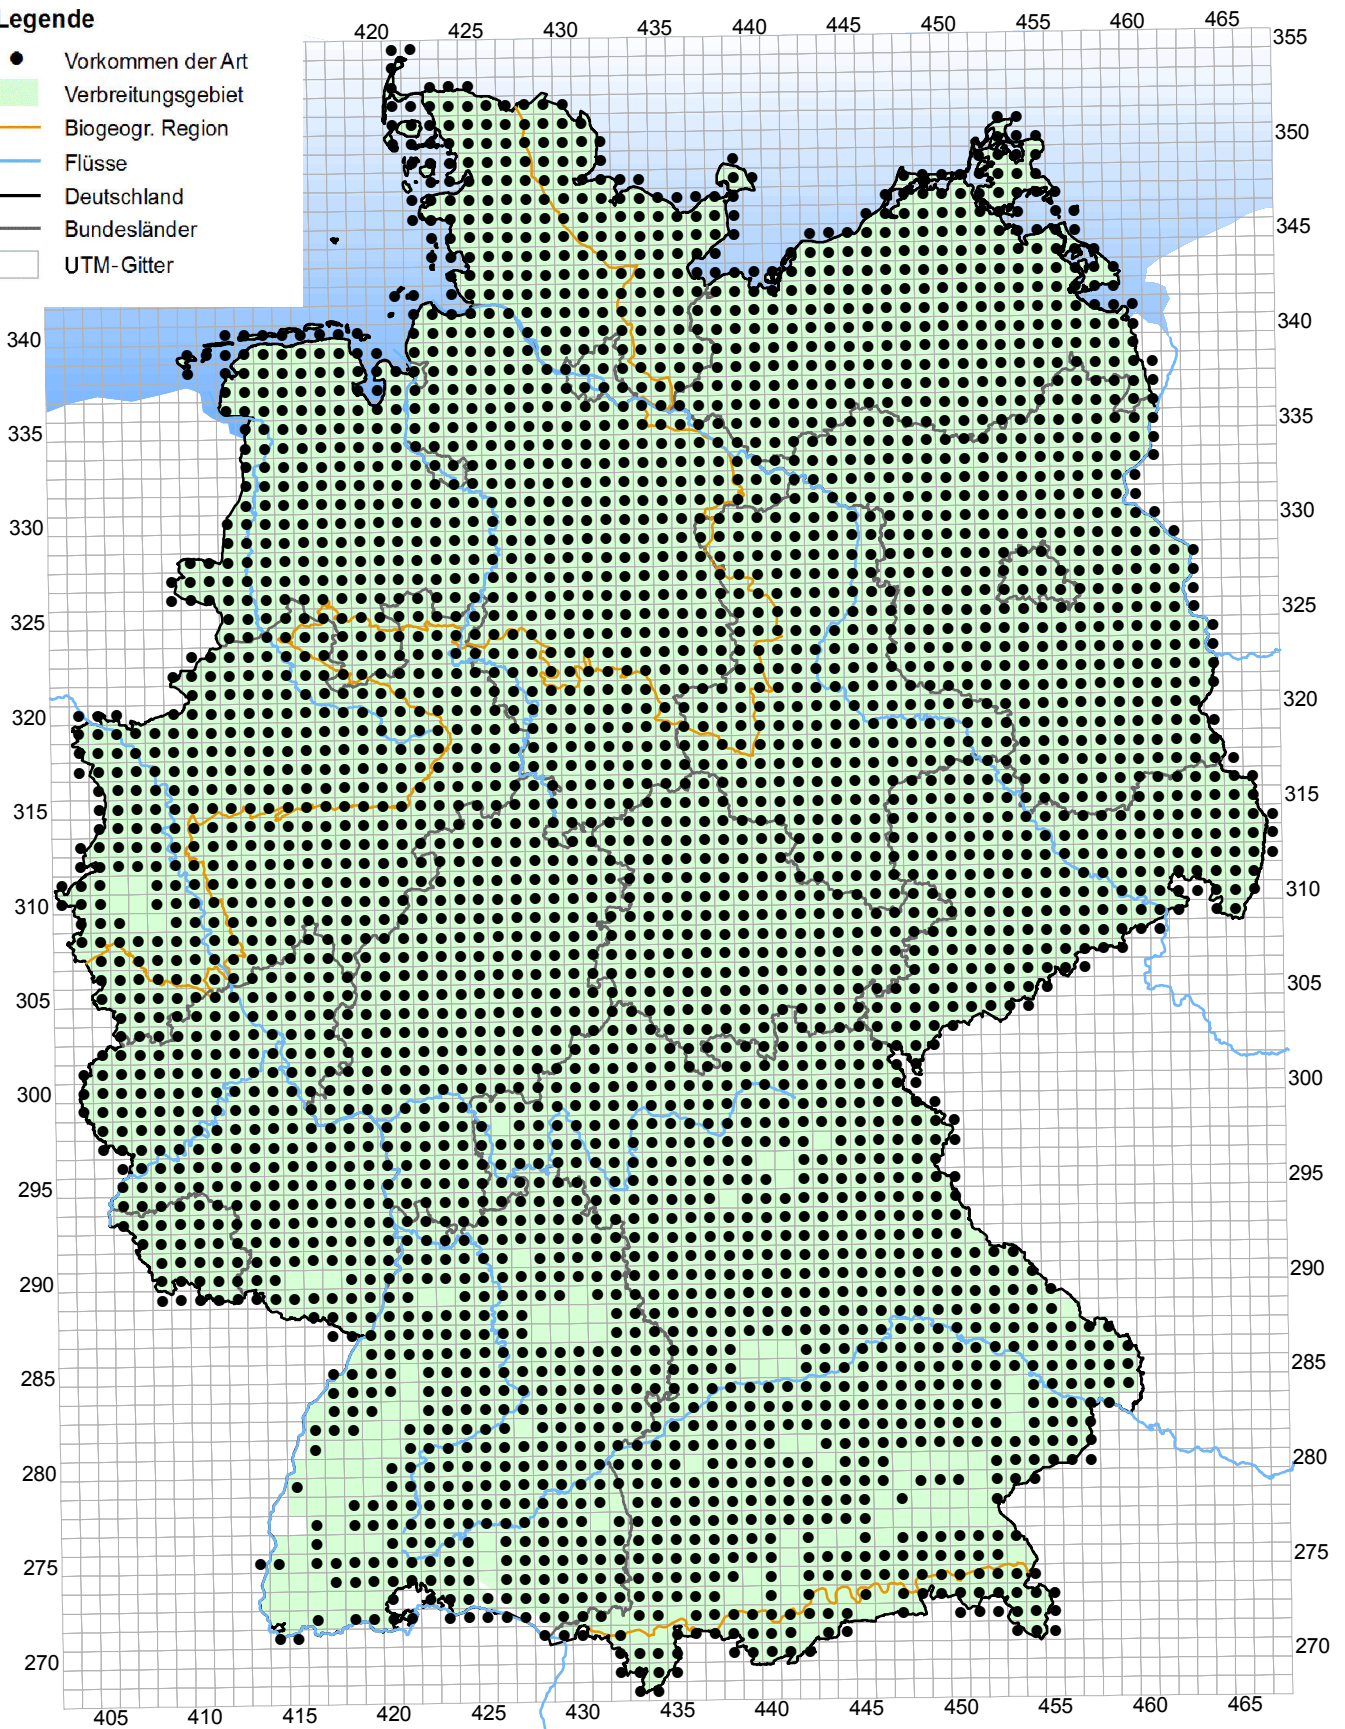 Legende
Vorkommen der Art
Verbreitungsgebiet
Biogeogr. Region
Flüsse
Deutschland
Bundesländer
UTM-Gitter
420 425 430 435 440 445 450 455 460 465
355
350
345
340 340
335 335
330 330
325 325
320 320
315 315
310 310
305 305
300 300
295 295
290 290
285 285
280 280
275 275
270 270
405 410 415 420 425 430 435 440 445 450 455 460 465